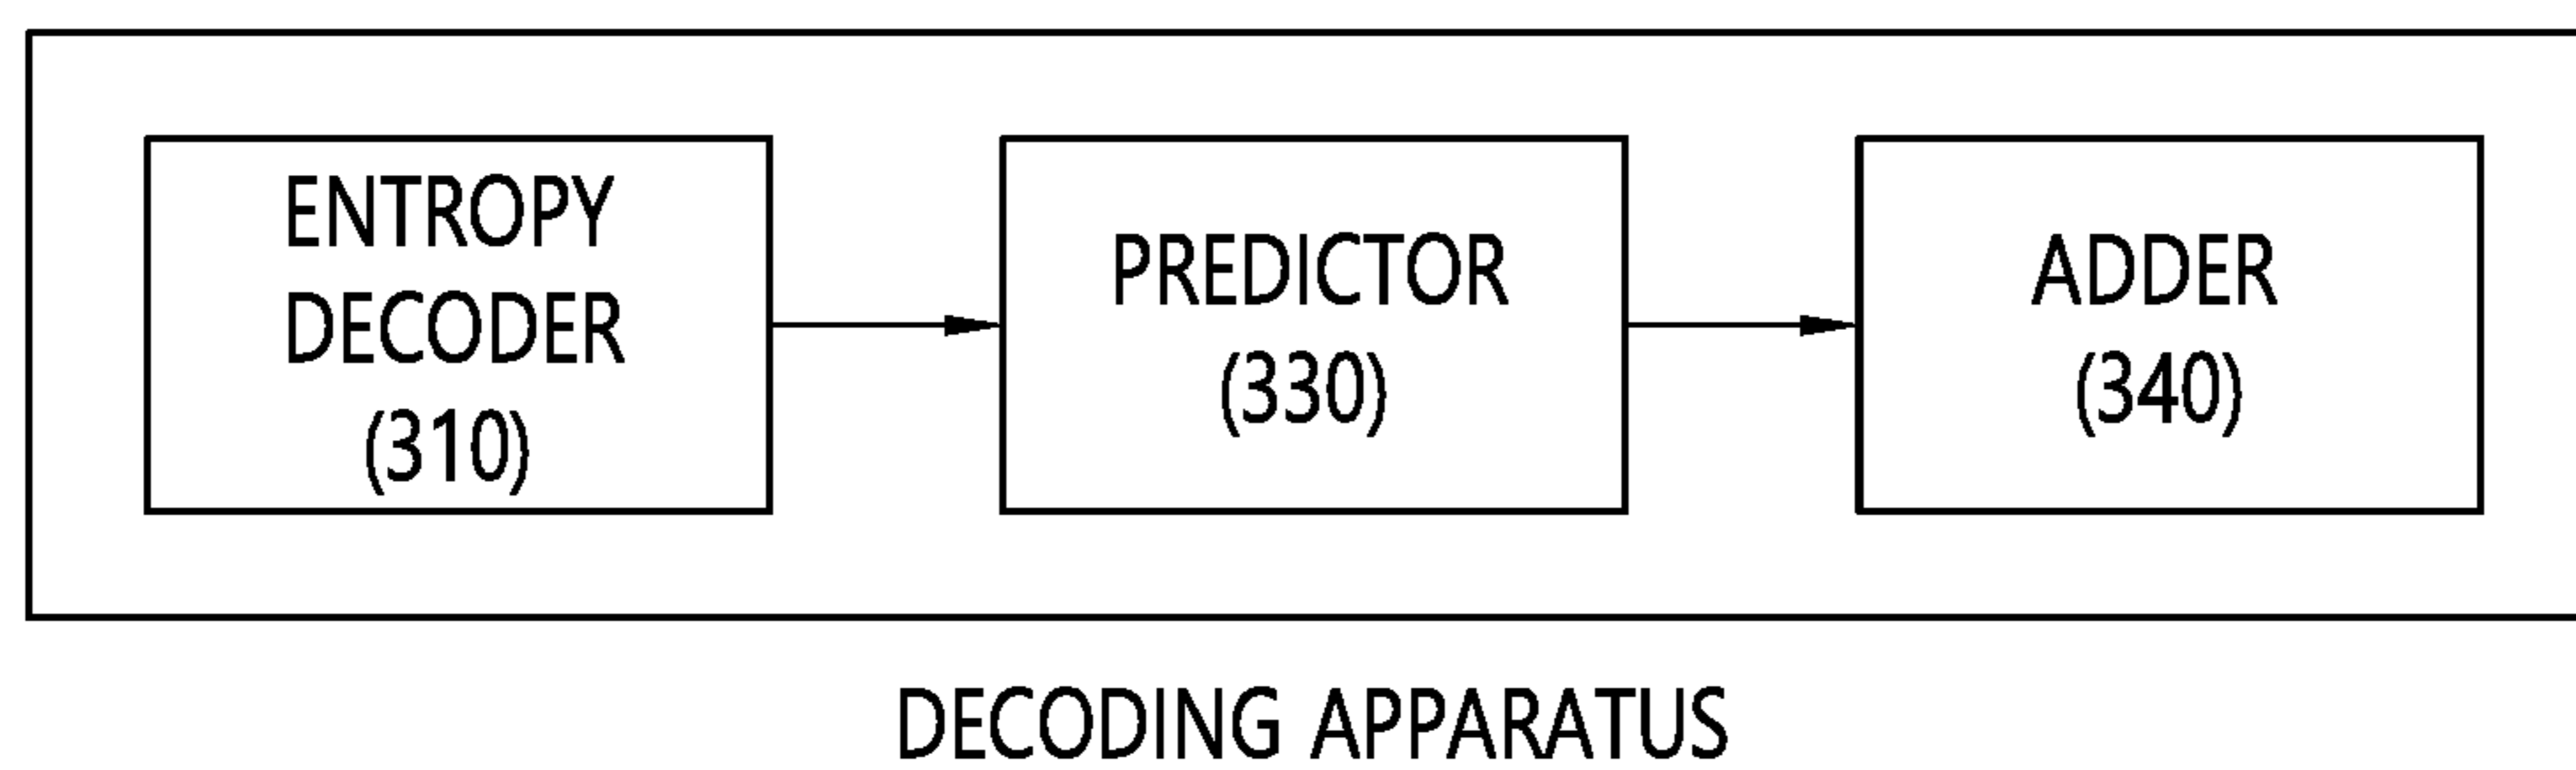 ENTROPY
DECODER
(310)
PREDICTOR
(330)
ADDER
(340)
DECODING APPARATUS